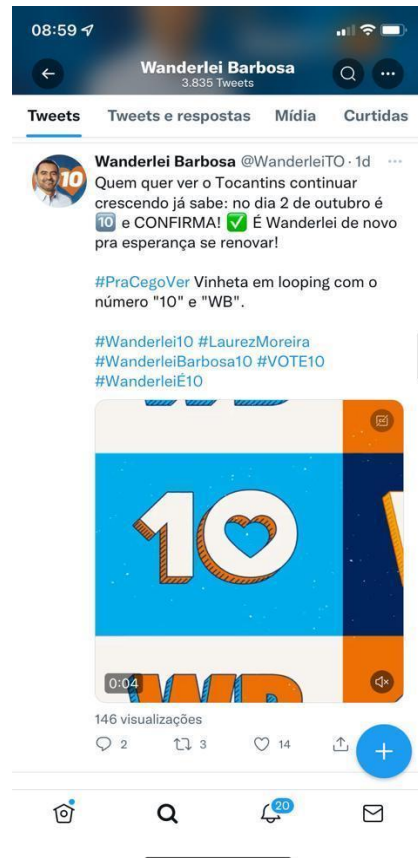 08:59
Wanderlei Barbosa
3.835 Tweets
Tweets Tweets e respostas Mídia Curtidas
10
Wanderlei Barbosa @WanderleiTO · 1d
Quem quer ver o Tocantins continuar
crescendo já sabe: no dia 2 de outubro é
🔟 e CONFIRMA! ✅ É Wanderlei de novo
pra esperança se renovar!
#PraCegoVer Vinheta em looping com o
número "10" e "WB".
#Wanderlei10 #LaurezMoreira
#WanderleiBarbosa10 #VOTE10
#WanderleiÉ10
WB
10
WB
0:04
146 visualizações
2 3 14
20